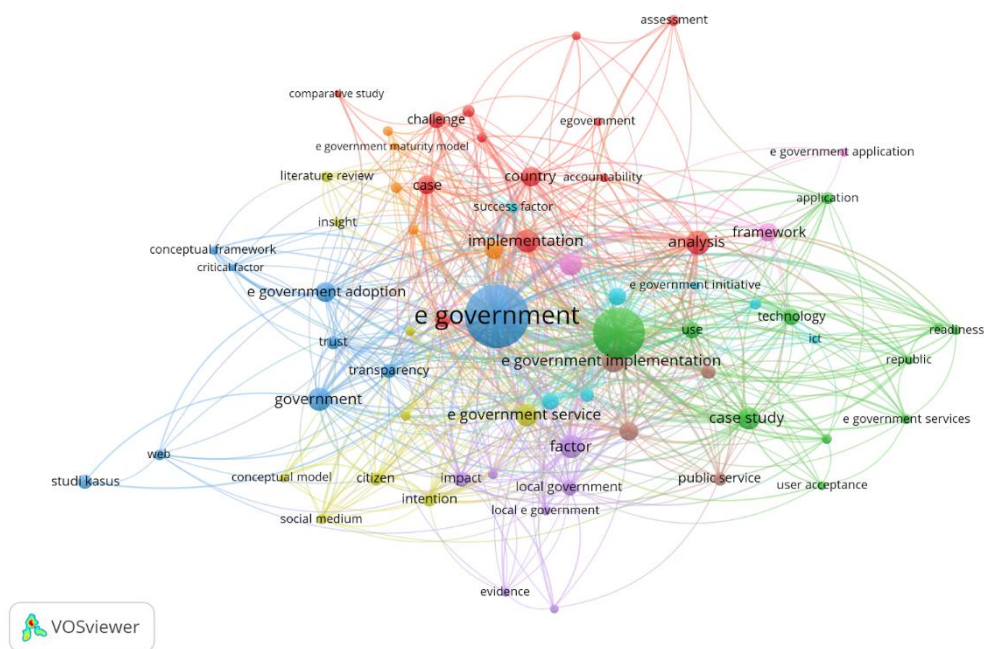 assessment
comparative study
challenge
egovernment
e government maturity model
e government application
literature review
case
country
accountability
application
success factor
insight
framework
conceptual framework
implementation
analysis
critical factor
e government adoption
e government initiative
e government
technology
readiness
use
trust
ict
e government implementation
republic
transparency
government
e government service
case study
e government services
factor
web
studi kasus
conceptual model
citizen
impact
local government
public service
user acceptance
intention
local e government
social medium
evidence
VOSviewer